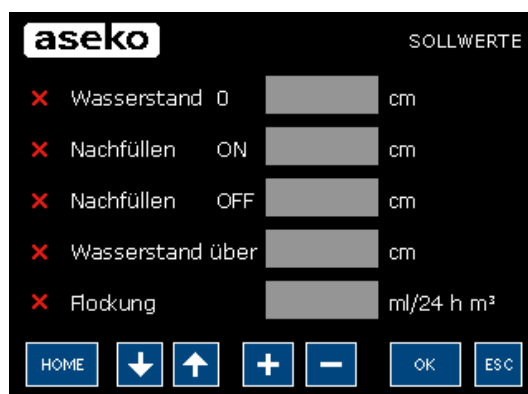 aseko SOLLWERTE
Wasserstand 0 cm
Nachfüllen ON cm
Nachfüllen OFF cm
Wasserstand über cm
Flockung ml/24 h m³
HOME OK ESC